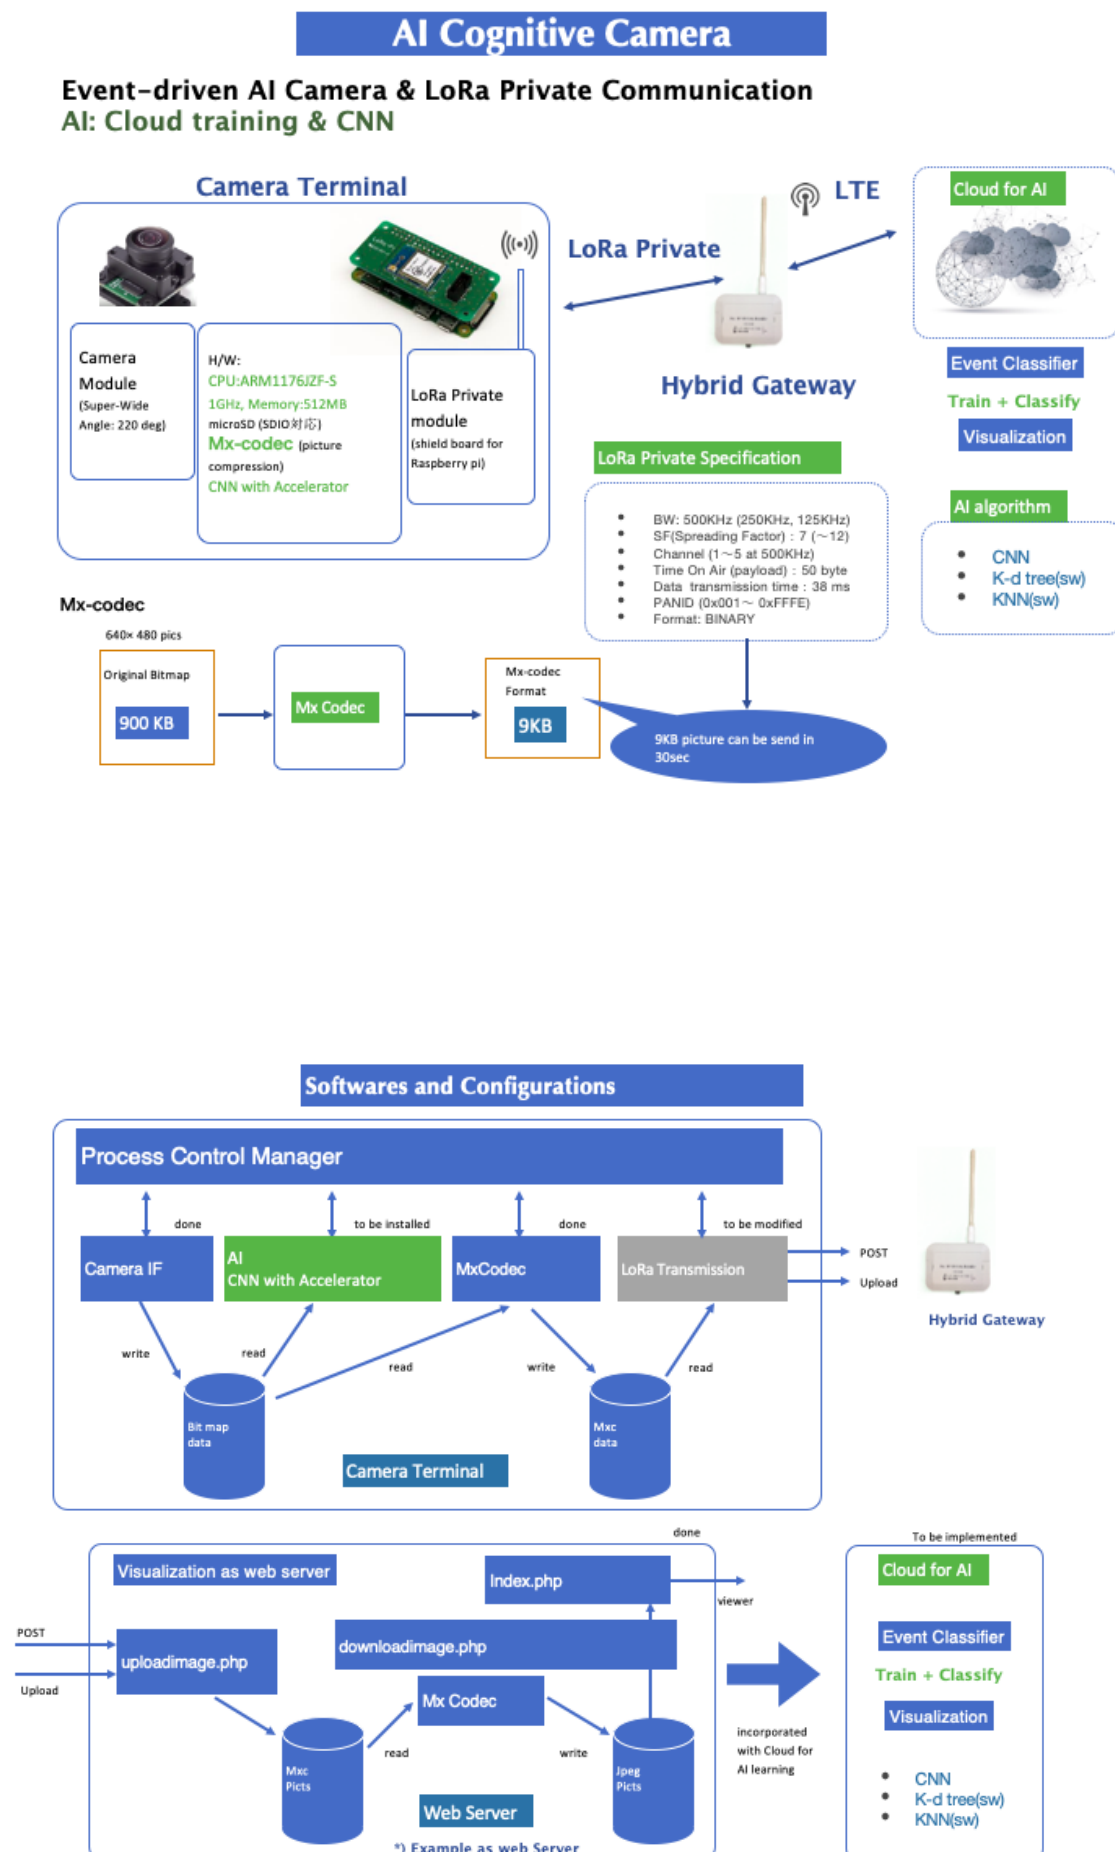 AI Cognitive Camera
Event-driven AI Camera & LoRa Private Communication
AI: Cloud training & CNN
Camera Terminal
LoRa Private
LTE
Hybrid Gateway
Camera
Module
(Super-Wide
Angle: 220 deg)
H/W:
CPU:ARM1176JZF-S
1GHz, Memory:512MB
microSD (SDIO対応)
Mx-codec (picture
compression)
CNN with Accelerator
LoRa Private
module
(shield board for
Raspberry pi)
Cloud for AI
Event Classifier
Train + Classify
Visualization
LoRa Private Specification
• BW: 500KHz (250KHz, 125KHz)
• SF(Spreading Factor) : 7 (～12)
• Channel (1～5 at 500KHz)
• Time On Air (payload) : 50 byte
• Data transmission time : 38 ms
• PANID (0x001～ 0xFFFE)
• Format: BINARY
AI algorithm
• CNN
• K-d tree(sw)
• KNN(sw)
Mx-codec
640× 480 pics
Original Bitmap
900 KB
Mx Codec
Mx-codec
Format
9KB
9KB picture can be send in
30sec
Softwares and Configurations
Process Control Manager
done
to be installed
done
to be modified
Camera IF
AI
CNN with Accelerator
MxCodec
LoRa Transmission
POST
Upload
Hybrid Gateway
write
read
read
write
read
Bit map
data
Mxc
data
Camera Terminal
done
Visualization as web server
Index.php
viewer
POST
Upload
uploadimage.php
downloadimage.php
Mx Codec
read
write
Mxc
Picts
Jpeg
Picts
Web Server
*) Example as web Server
incorporated
with Cloud for
AI learning
To be implemented
Cloud for AI
Event Classifier
Train + Classify
Visualization
• CNN
• K-d tree(sw)
• KNN(sw)